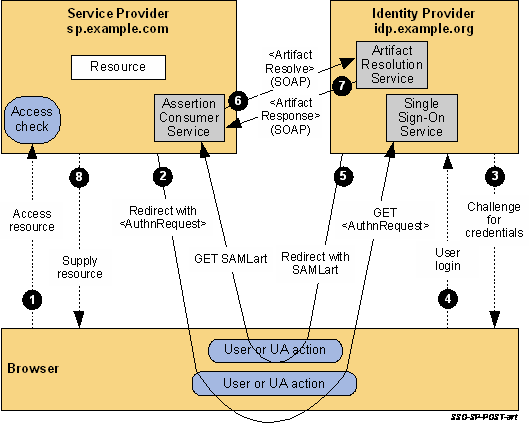 Service Provider
sp.example.com
Identity Provider
idp.example.org
Resource
Access
check
Assertion
Consumer
Service
6
<Artifact
Resolve>
(SOAP)
7
<Artifact
Response>
(SOAP)
Artifact
Resolution
Service
Single
Sign-On
Service
8
2
5
3
Access
resource
Redirect with
<AuthnRequest>
GET
<AuthnRequest>
Challenge
for
credentials
Supply
resource
GET SAMLart
Redirect with
SAMLart
User
login
1
4
Browser
User or UA action
User or UA action
SSO-SP-POST-art